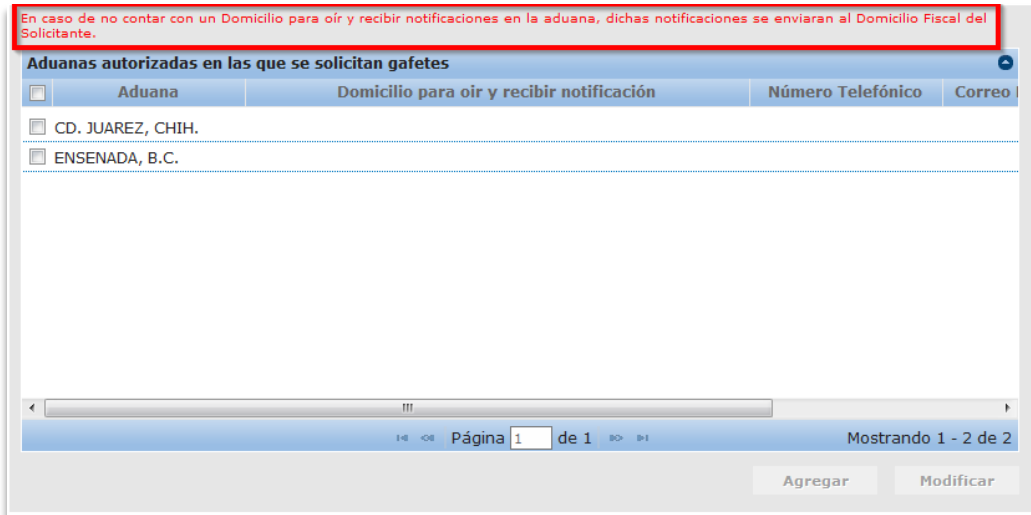 En caso de no contar con un Domicilio para oír y recibir notificaciones en la aduana, dichas notificaciones se enviaran al Domicilio Fiscal del
Solicitante.
Aduanas autorizadas en las que se solicitan gafetes
Aduana Domicilio para oir y recibir notificación Número Telefónico Correo
CD. JUAREZ, CHIH.
ENSENADA, B.C.
Página 1 de 1 Mostrando 1 - 2 de 2
Agregar Modificar